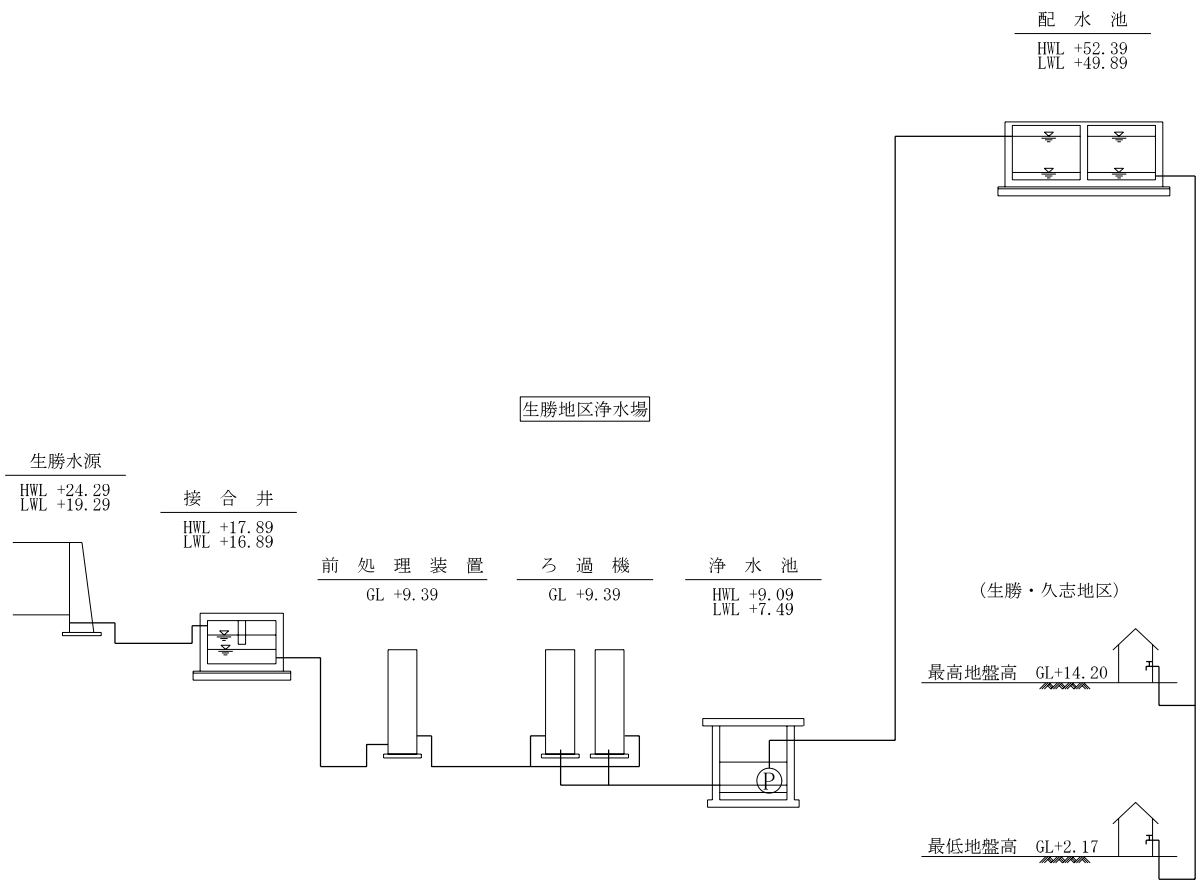 配水池
HWL +52.39
LWL +49.89
生勝地区浄水場
生勝水源
HWL +24.29
LWL +19.29
接合井
HWL +17.89
LWL +16.89
前処理装置
GL +9.39
ろ過機
GL +9.39
浄水池
HWL +9.09
LWL +7.49
P
(生勝・久志地区)
最高地盤高 GL+14.20
最低地盤高 GL+2.17